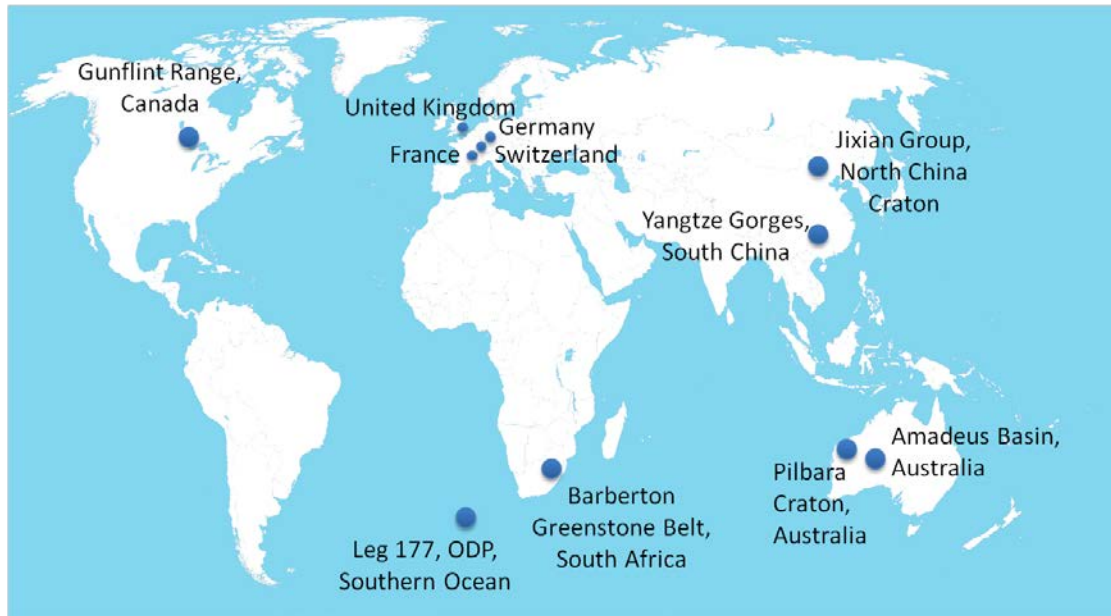 Gunflint Range,
Canada
United Kingdom
Germany
France
Switzerland
Jixian Group,
North China
Craton
Yangtze Gorges,
South China
Amadeus Basin,
Australia
Pilbara
Craton,
Australia
Barberton
Greenstone Belt,
South Africa
Leg 177, ODP,
Southern Ocean